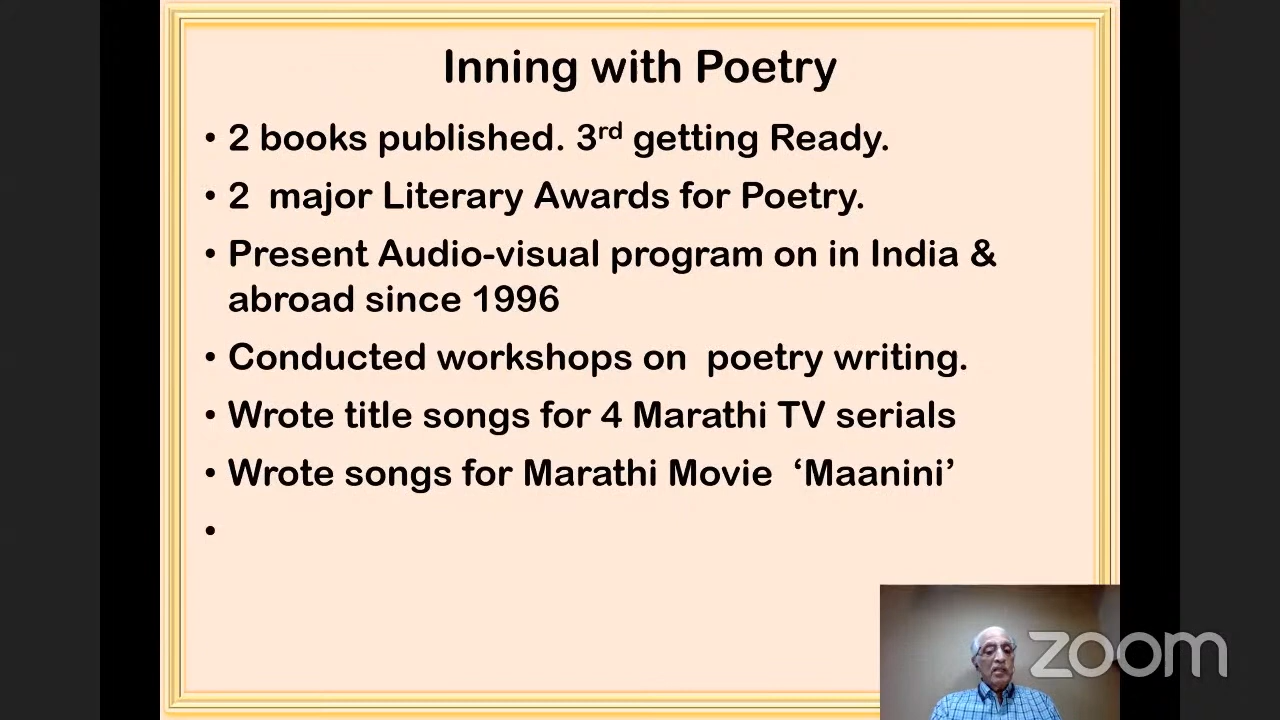 Inning with Poetry
• 2 books published. 3rd getting Ready.
• 2 major Literary Awards for Poetry.
• Present Audio-visual program on in India &
abroad since 1996
• Conducted workshops on poetry writing.
• Wrote title songs for 4 Marathi TV serials
• Wrote songs for Marathi Movie ‘Maanini’
•
zoom